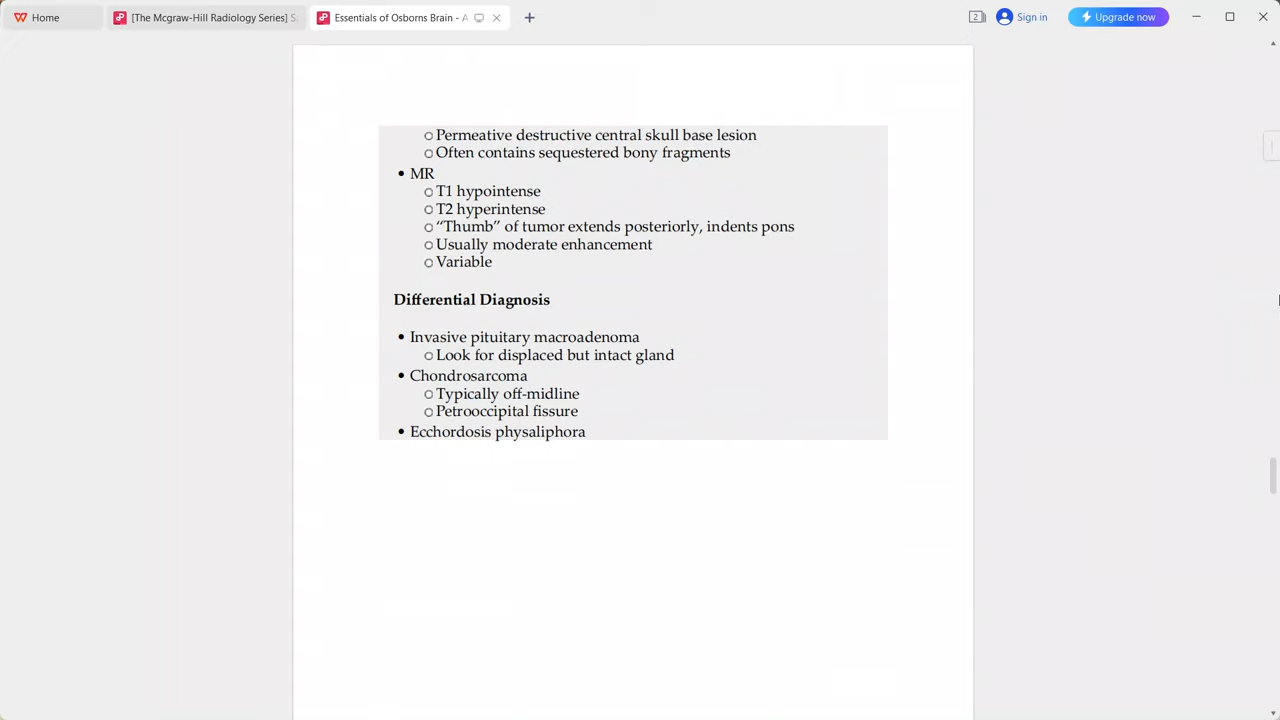 Home
[The Mcgraw-Hill Radiology Series] S.
Essentials of Osborns Brain - A
2
Sign in
Upgrade now
Permeative destructive central skull base lesion
Often contains sequestered bony fragments
MR
T1 hypointense
T2 hyperintense
“Thumb” of tumor extends posteriorly, indents pons
Usually moderate enhancement
Variable
Differential Diagnosis
Invasive pituitary macroadenoma
Look for displaced but intact gland
Chondrosarcoma
Typically off-midline
Petrooccipital fissure
Ecchordosis physaliphora